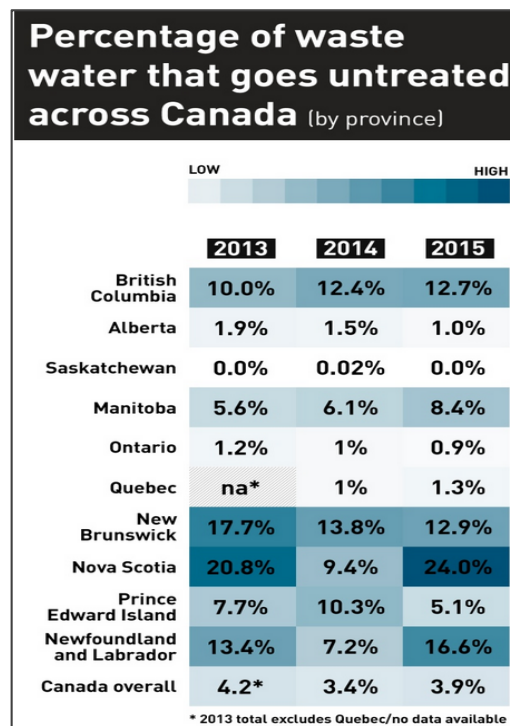 Percentage of waste
water that goes untreated
across Canada (by province)
LOW HIGH
2013 2014 2015
British
Columbia 10.0% 12.4% 12.7%
Alberta 1.9% 1.5% 1.0%
Saskatchewan 0.0% 0.02% 0.0%
Manitoba 5.6% 6.1% 8.4%
Ontario 1.2% 1% 0.9%
Quebec na* 1% 1.3%
New
Brunswick 17.7% 13.8% 12.9%
Nova Scotia 20.8% 9.4% 24.0%
Prince
Edward Island 7.7% 10.3% 5.1%
Newfoundland
and Labrador 13.4% 7.2% 16.6%
Canada overall 4.2* 3.4% 3.9%
* 2013 total excludes Quebec/no data available